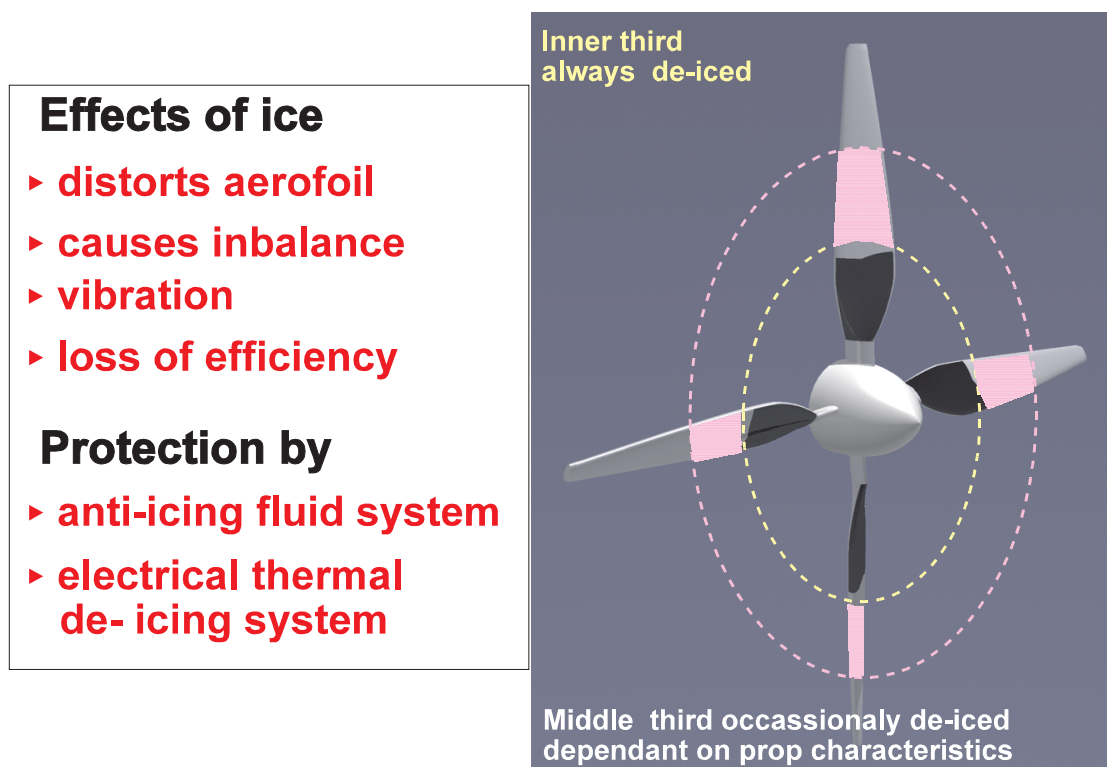 Effects of ice
▸ distorts aerofoil
▸ causes inbalance
▸ vibration
▸ loss of efficiency
Protection by
▸ anti-icing fluid system
▸ electrical thermal
de- icing system
Inner third
always de-iced
Middle third occassionaly de-iced
dependant on prop characteristics